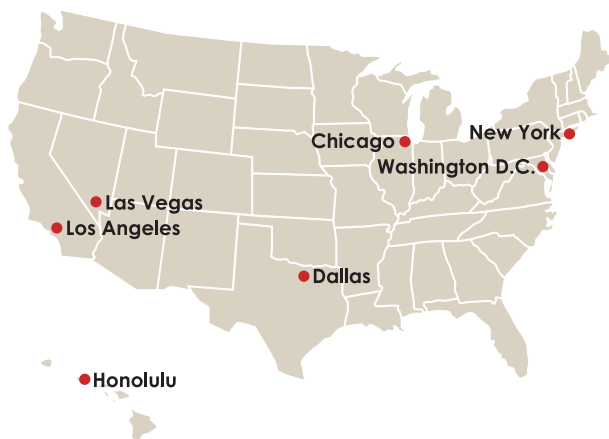 New York
Chicago
Washington D.C.
Las Vegas
Los Angeles
Dallas
Honolulu